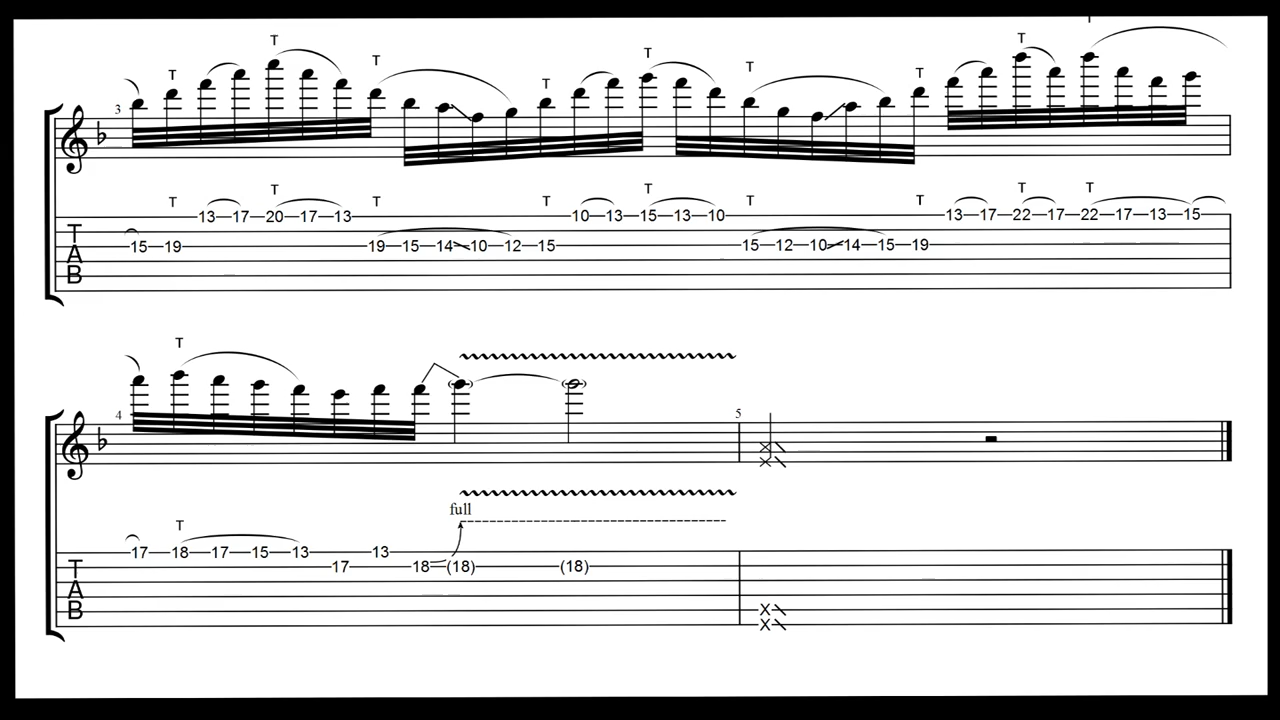 T
T T T T T T T T
3
T T T T T T T T
13 17 20 17 13 10 13 15 13 10 13 17 22 17 22 17 13 15
15 19 19 15 14 10 12 15 15 12 10 14 15 19
T
A
B
T
4 5
full
T
17 18 17 15 13 13
17 18 (18) (18)
T
A
B
X
X